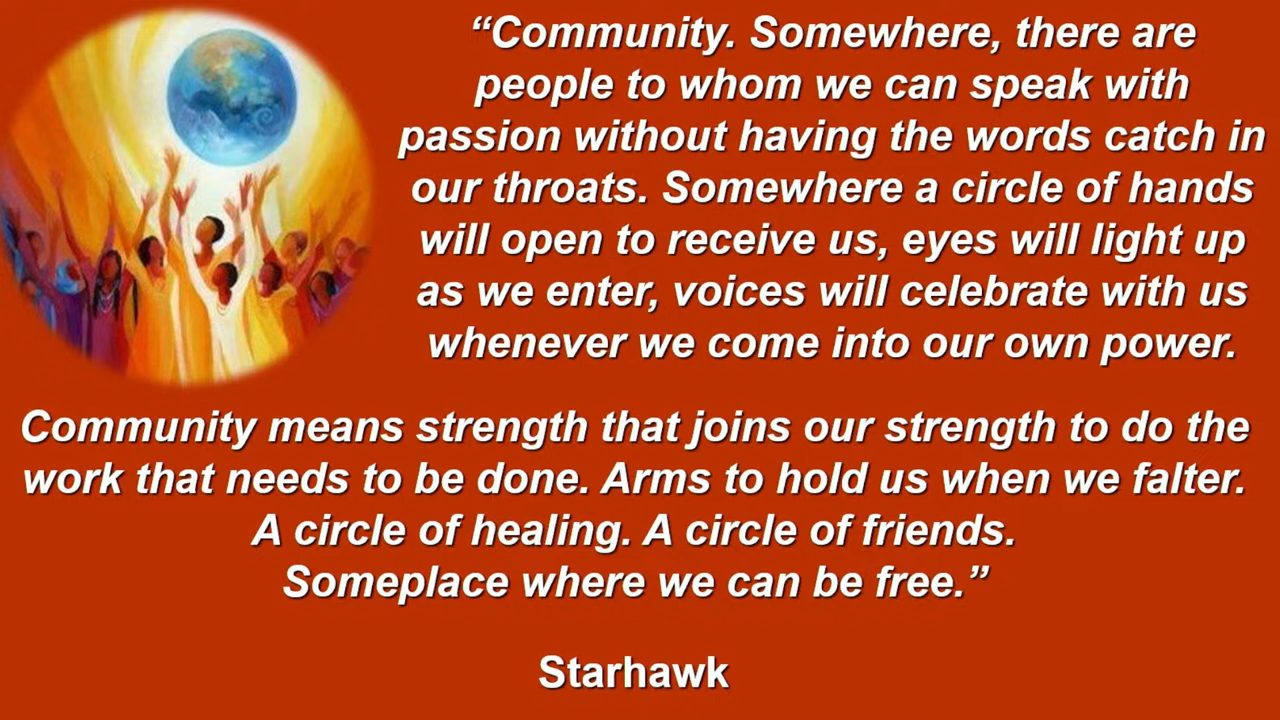 “Community. Somewhere, there are
people to whom we can speak with
passion without having the words catch in
our throats. Somewhere a circle of hands
will open to receive us, eyes will light up
as we enter, voices will celebrate with us
whenever we come into our own power.
Community means strength that joins our strength to do the
work that needs to be done. Arms to hold us when we falter.
A circle of healing. A circle of friends.
Someplace where we can be free.”
Starhawk